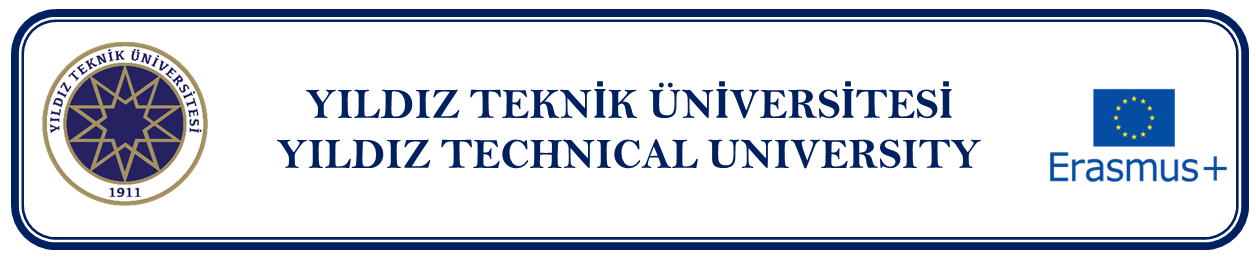 YILDIZ TEKNİK ÜNİVERSİTESİ
1911
YILDIZ TEKNİK ÜNİVERSİTESİ
YILDIZ TECHNICAL UNIVERSITY
Erasmus+